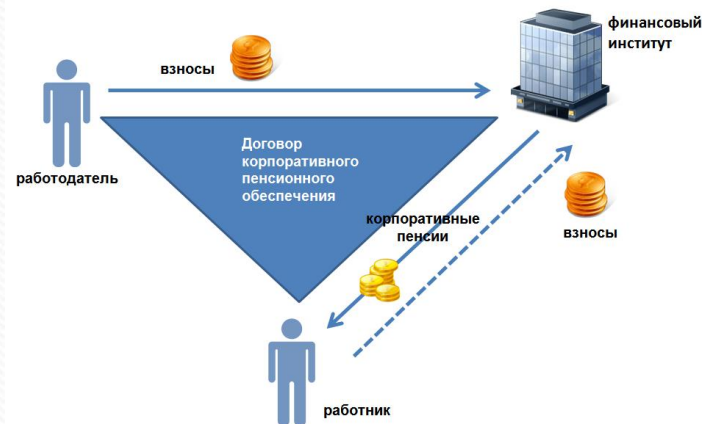 финансовый
институт
взносы
Договор
корпоративного
пенсионного
обеспечения
работодатель
корпоративные
пенсии
взносы
работник